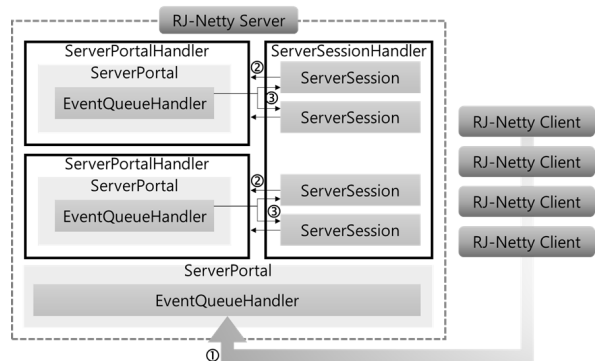 RJ-Netty Server
ServerPortalHandler
ServerPortal
EventQueueHandler
ServerSessionHandler
②
③
ServerSession
ServerSession
ServerPortalHandler
ServerPortal
EventQueueHandler
②
③
ServerSession
ServerSession
ServerPortal
EventQueueHandler
①
RJ-Netty Client
RJ-Netty Client
RJ-Netty Client
RJ-Netty Client